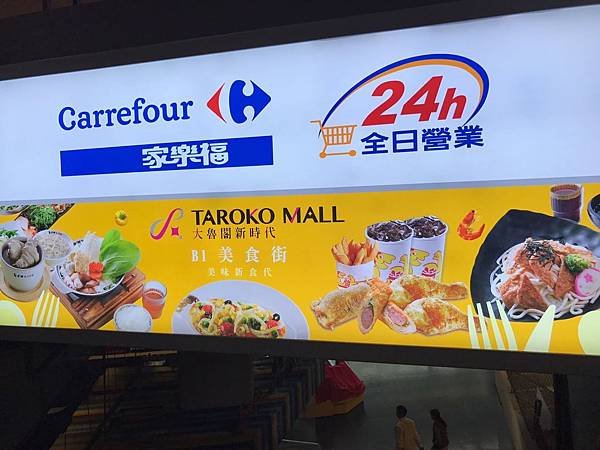 Carrefour
家樂福
24h
全日營業
TAROKO MALL
大魯閣新時代
B1 美食街
美味新食代